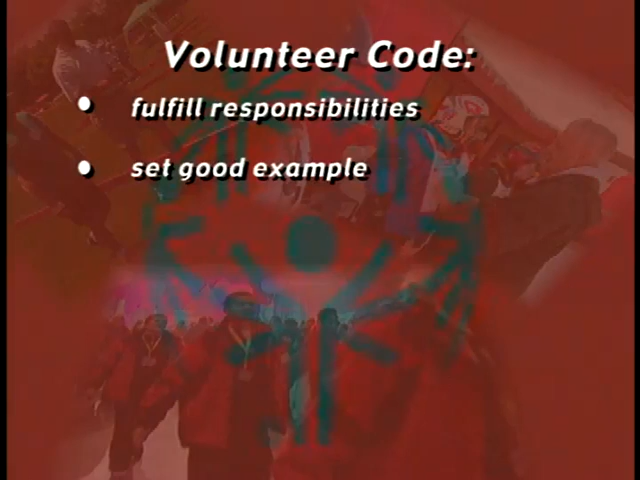 Volunteer Code:
• fulfill responsibilities
• set good example